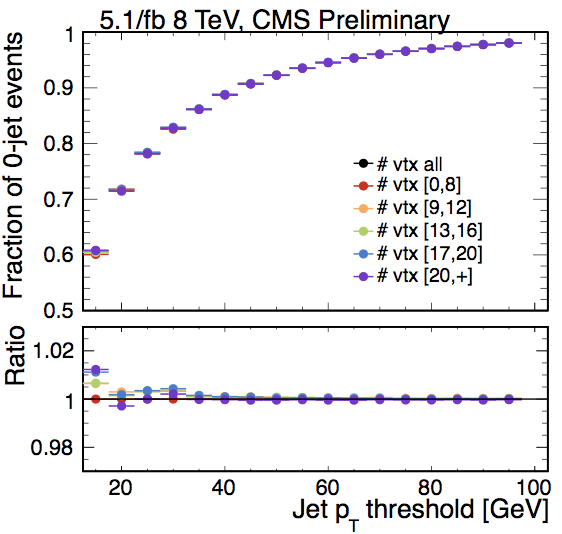 5.1/fb 8 TeV, CMS Preliminary
Fraction of 0-jet events
1
0.9
0.8
0.7
0.6
0.5
# vtx all
# vtx [0,8]
# vtx [9,12]
# vtx [13,16]
# vtx [17,20]
# vtx [20,+]
Ratio
1.02
1
0.98
20 40 60 80 100
Jet p_T threshold [GeV]